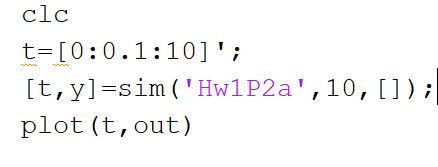 clc
t=[0:0.1:10]';
[t,y]=sim('Hw1P2a',10,[]);
plot(t,out)